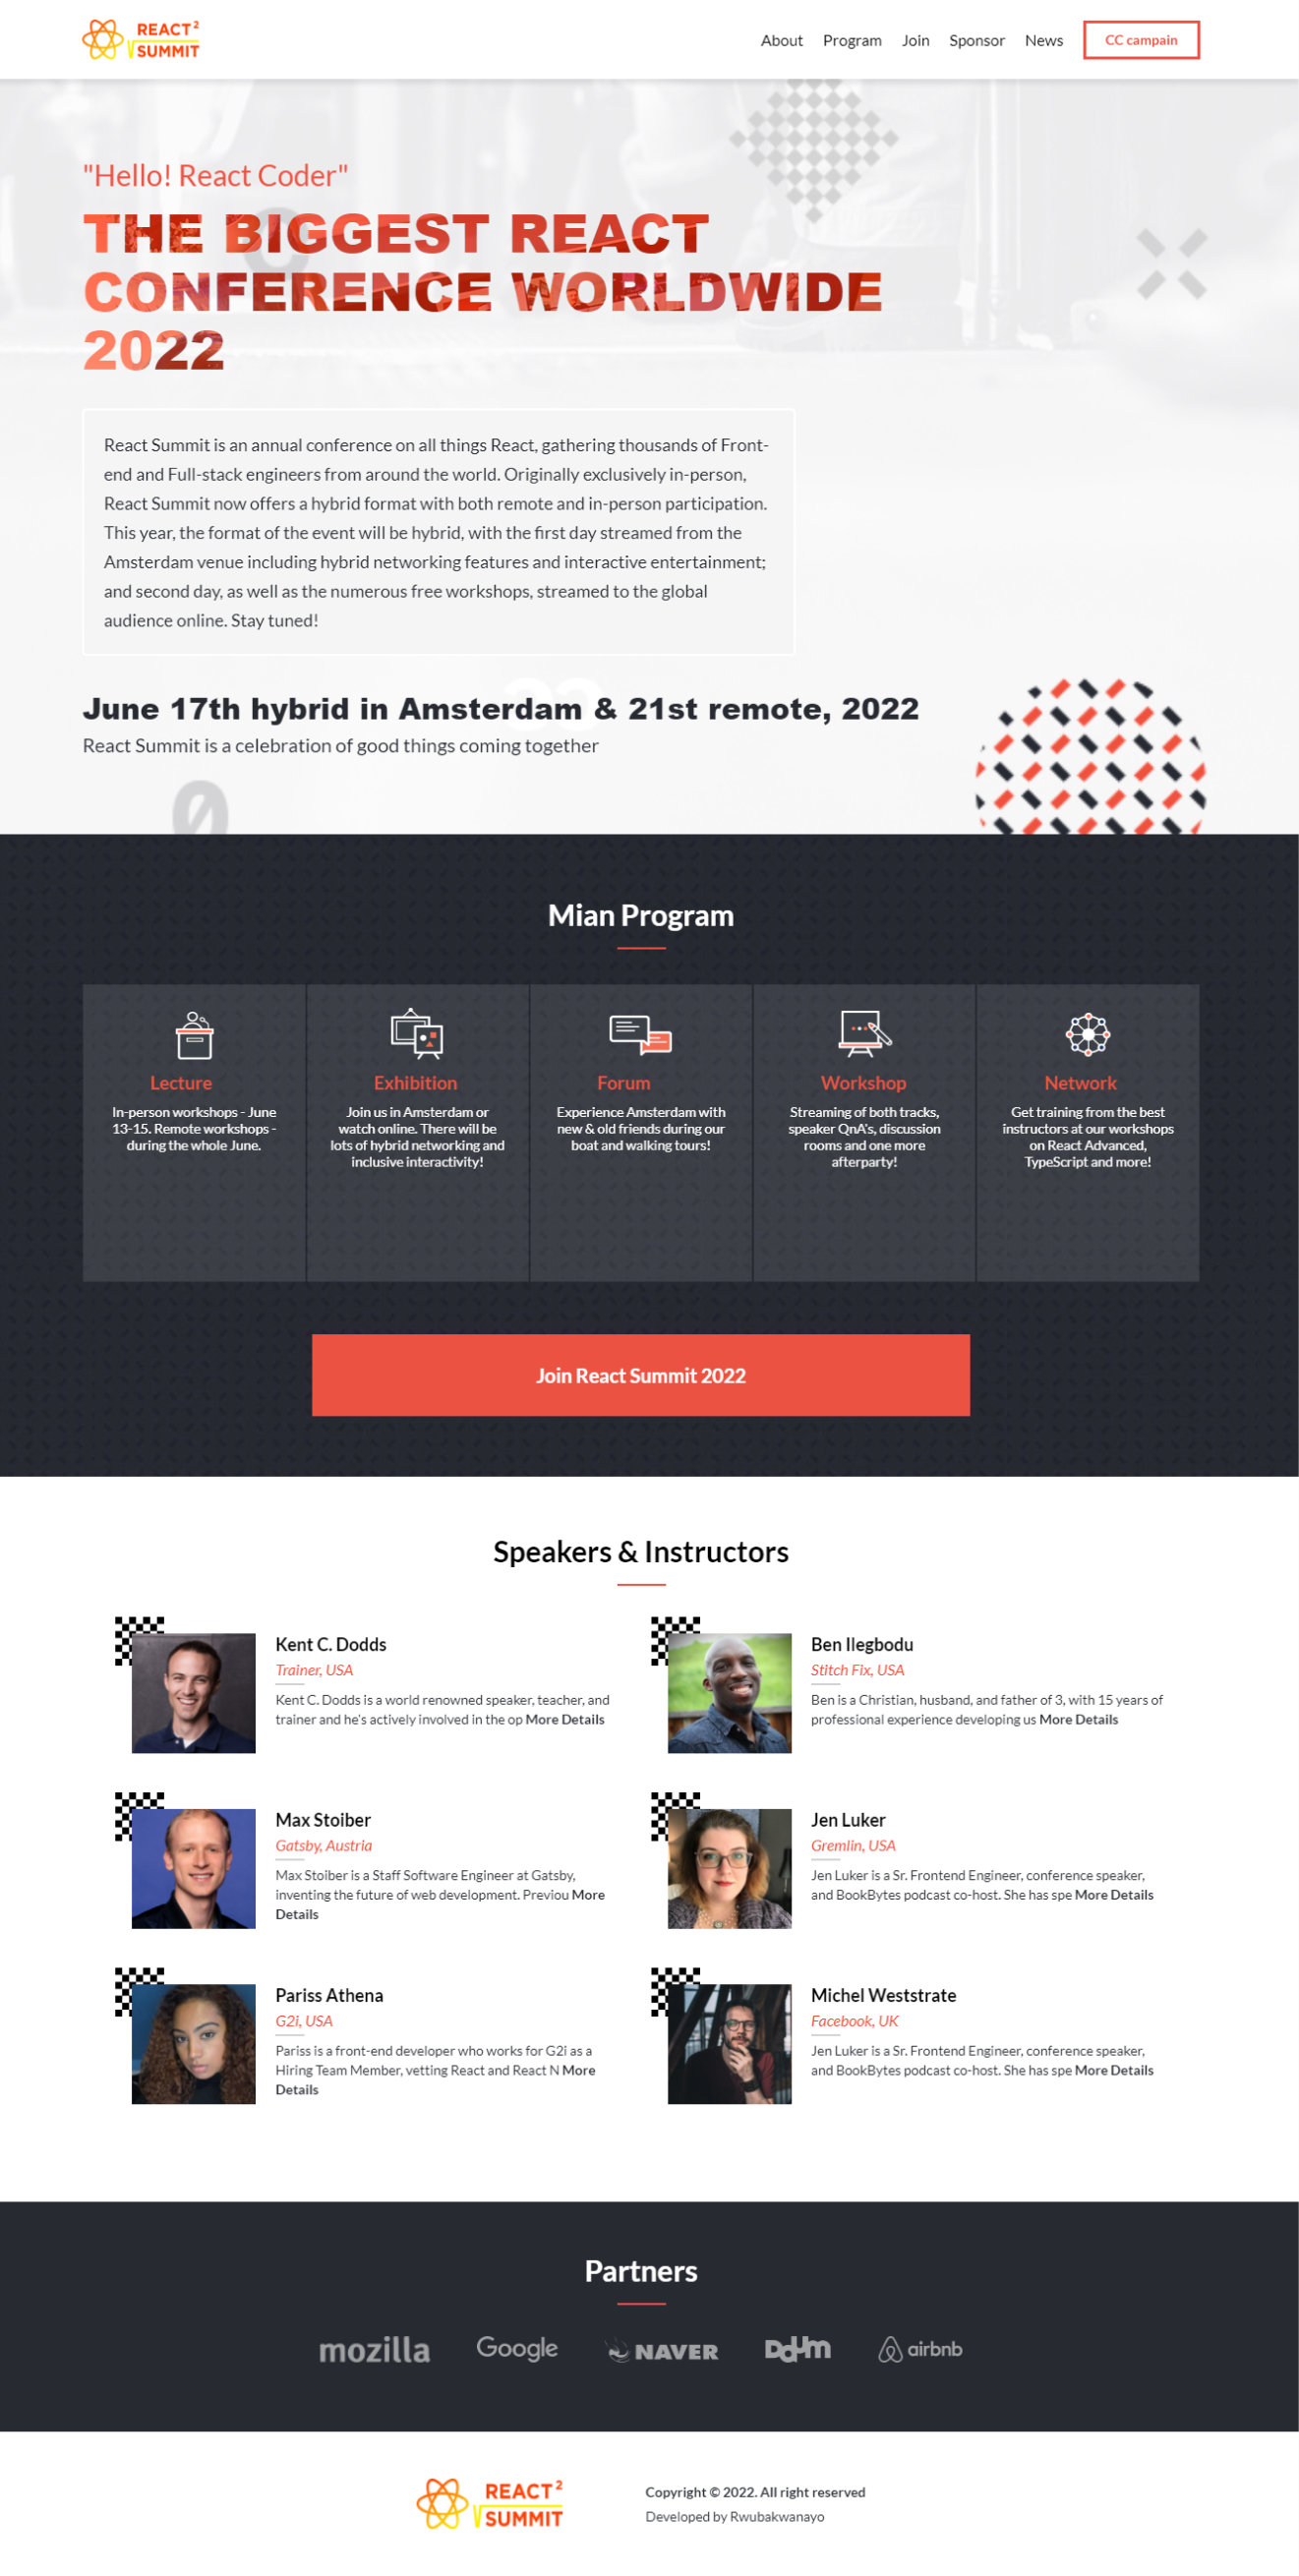 REACT 2
SUMMIT
About Program Join Sponsor News CC campain
"Hello! React Coder"
THE BIGGEST REACT
CONFERENCE WORLDWIDE
2022
React Summit is an annual conference on all things React, gathering thousands of Front-
end and Full-stack engineers from around the world. Originally exclusively in-person,
React Summit now offers a hybrid format with both remote and in-person participation.
This year, the format of the event will be hybrid, with the first day streamed from the
Amsterdam venue including hybrid networking features and interactive entertainment;
and second day, as well as the numerous free workshops, streamed to the global
audience online. Stay tuned!
June 17th hybrid in Amsterdam & 21st remote, 2022
React Summit is a celebration of good things coming together
Mian Program
Lecture
In-person workshops - June
13-15. Remote workshops -
during the whole June.
Exhibition
Join us in Amsterdam or
watch online. There will be
lots of hybrid networking and
inclusive interactivity!
Forum
Experience Amsterdam with
new & old friends during our
boat and walking tours!
Workshop
Streaming of both tracks,
speaker QnA's, discussion
rooms and one more
afterparty!
Network
Get training from the best
instructors at our workshops
on React Advanced,
TypeScript and more!
Join React Summit 2022
Speakers & Instructors
Kent C. Dodds
Trainer, USA
Kent C. Dodds is a world renowned speaker, teacher, and
trainer and he's actively involved in the op More Details
Ben Ilegbodu
Stitch Fix, USA
Ben is a Christian, husband, and father of 3, with 15 years of
professional experience developing us More Details
Max Stoiber
Gatsby, Austria
Max Stoiber is a Staff Software Engineer at Gatsby,
inventing the future of web development. Previou More
Details
Jen Luker
Gremlin, USA
Jen Luker is a Sr. Frontend Engineer, conference speaker,
and BookBytes podcast co-host. She has spe More Details
Pariss Athena
G2i, USA
Pariss is a front-end developer who works for G2i as a
Hiring Team Member, vetting React and React N More
Details
Michel Weststrate
Facebook, UK
Jen Luker is a Sr. Frontend Engineer, conference speaker,
and BookBytes podcast co-host. She has spe More Details
Partners
mozilla Google NAVER Daum airbnb
REACT 2
SUMMIT
Copyright © 2022. All right reserved
Developed by Rwubakwanayo